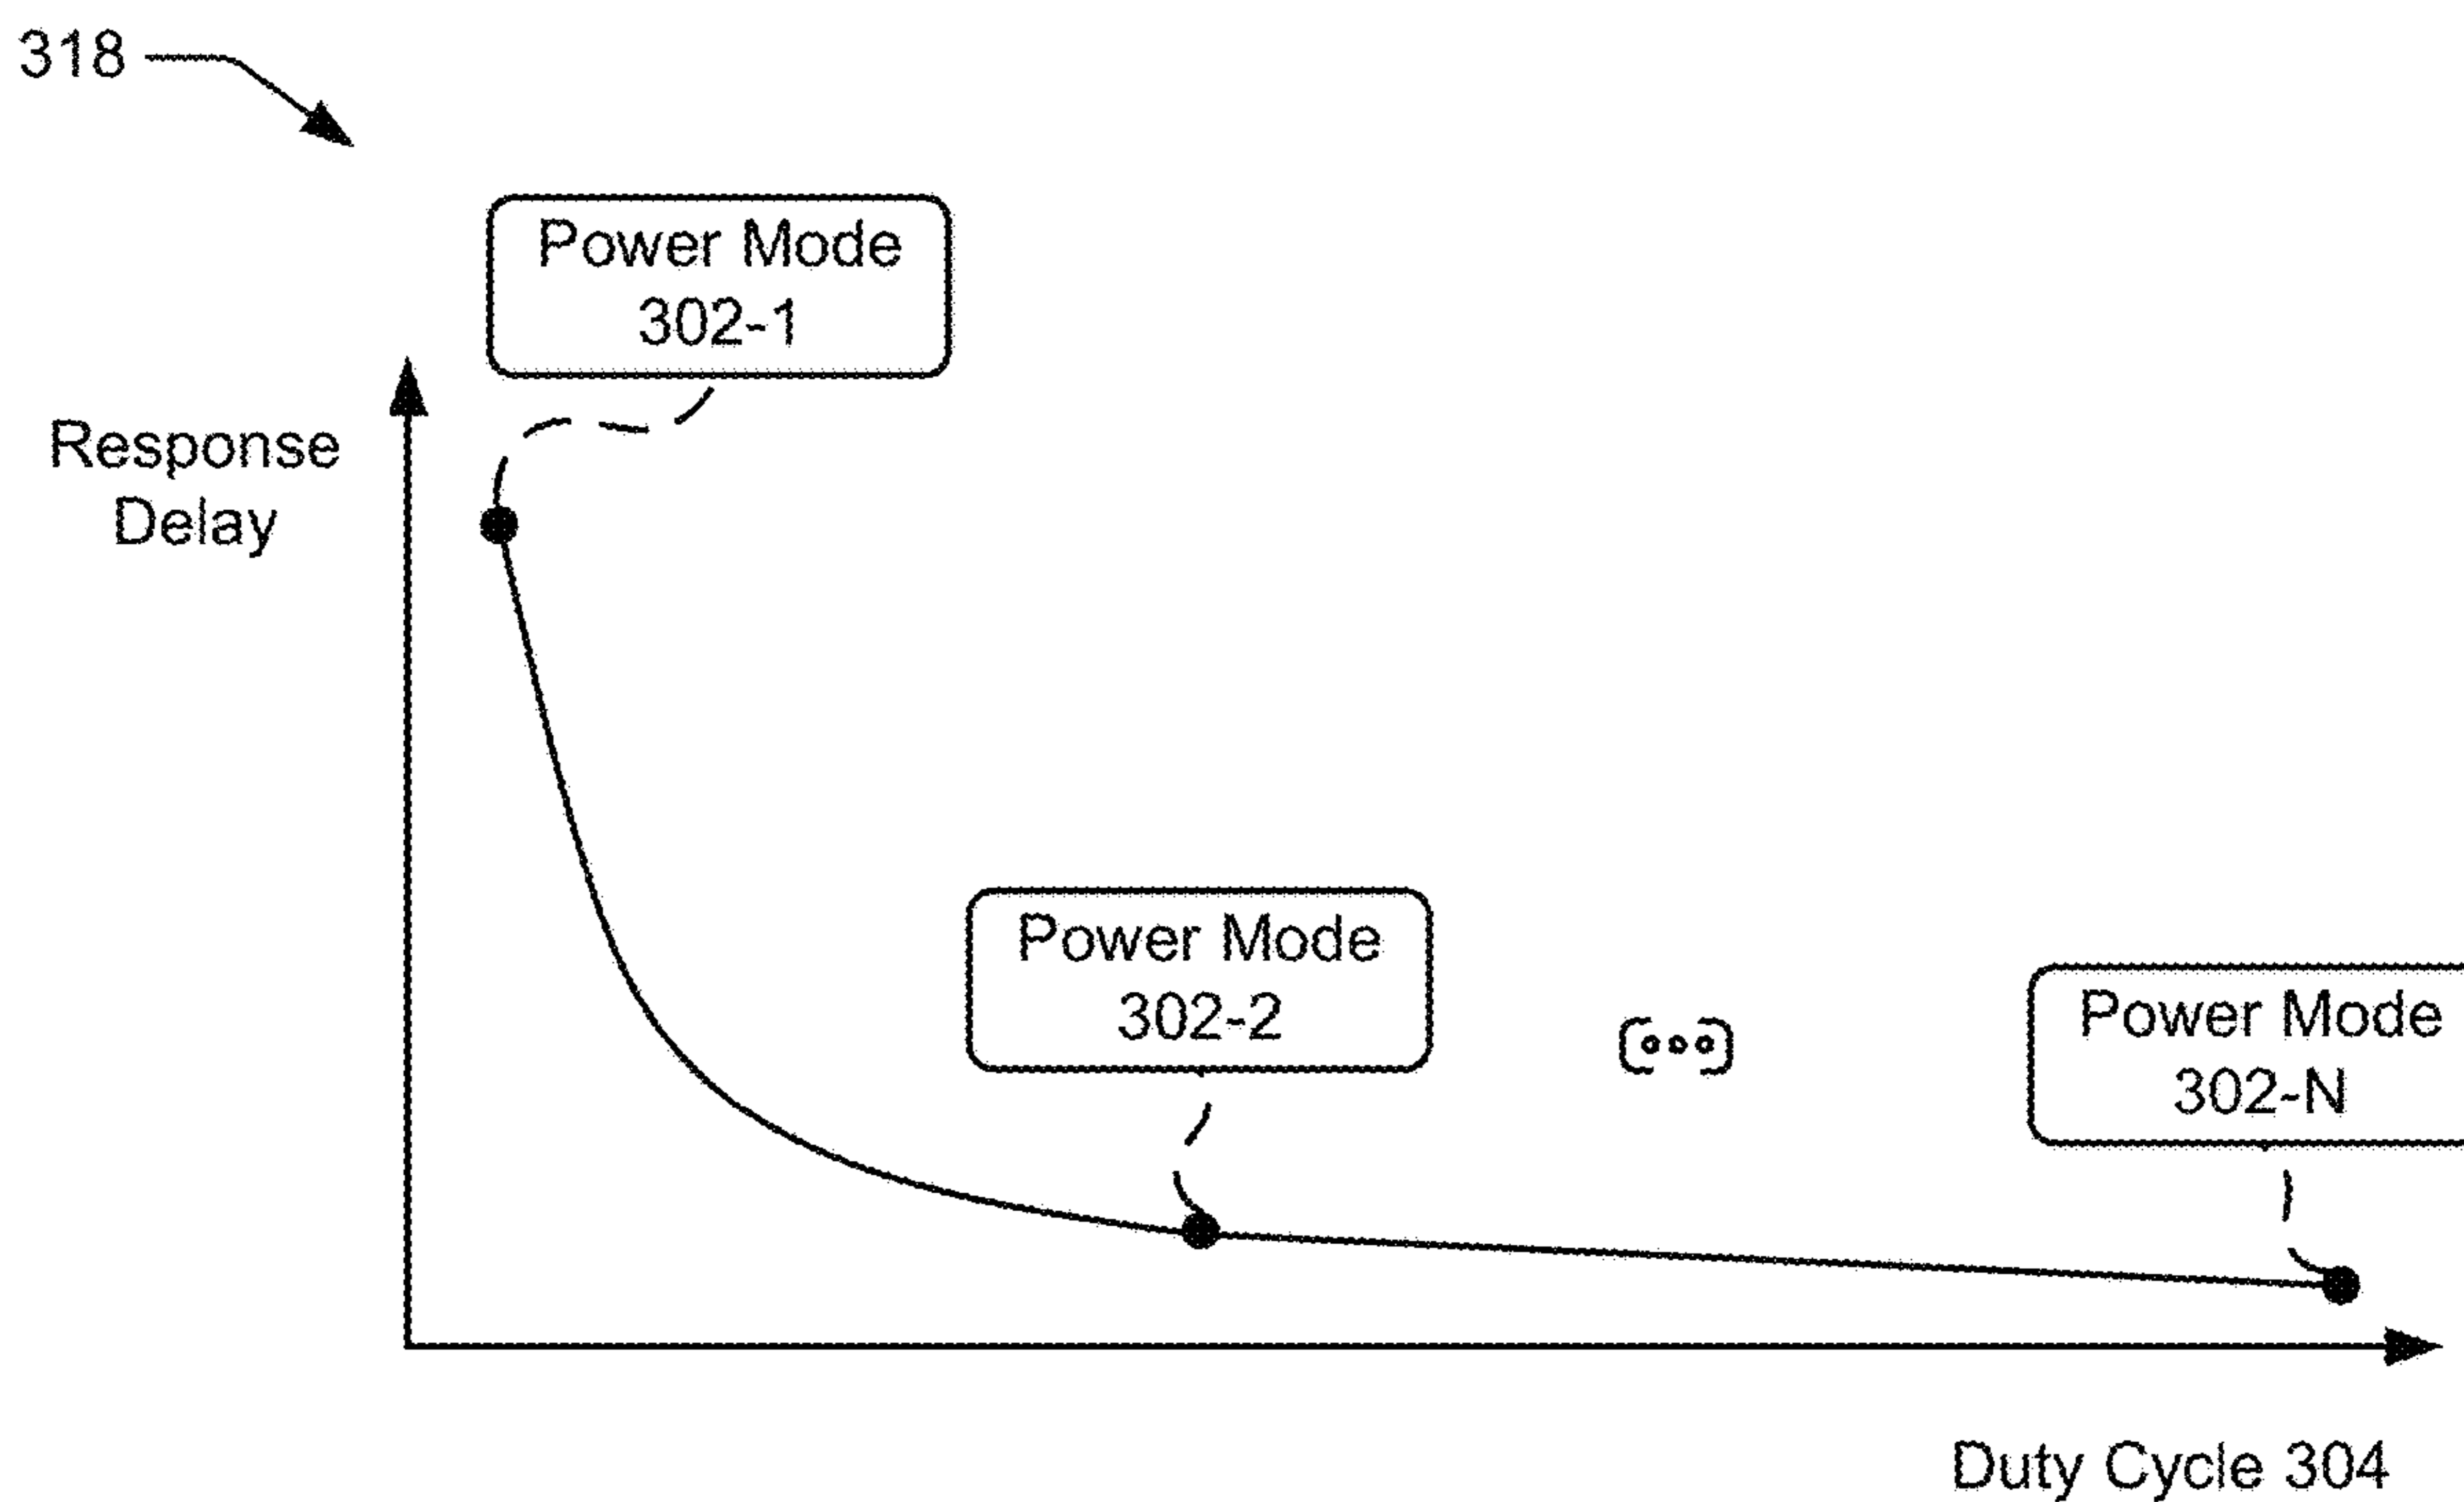 318
Power Mode
302-1
Response
Delay
Power Mode
302-2
Power Mode
302-N
Duty Cycle 304